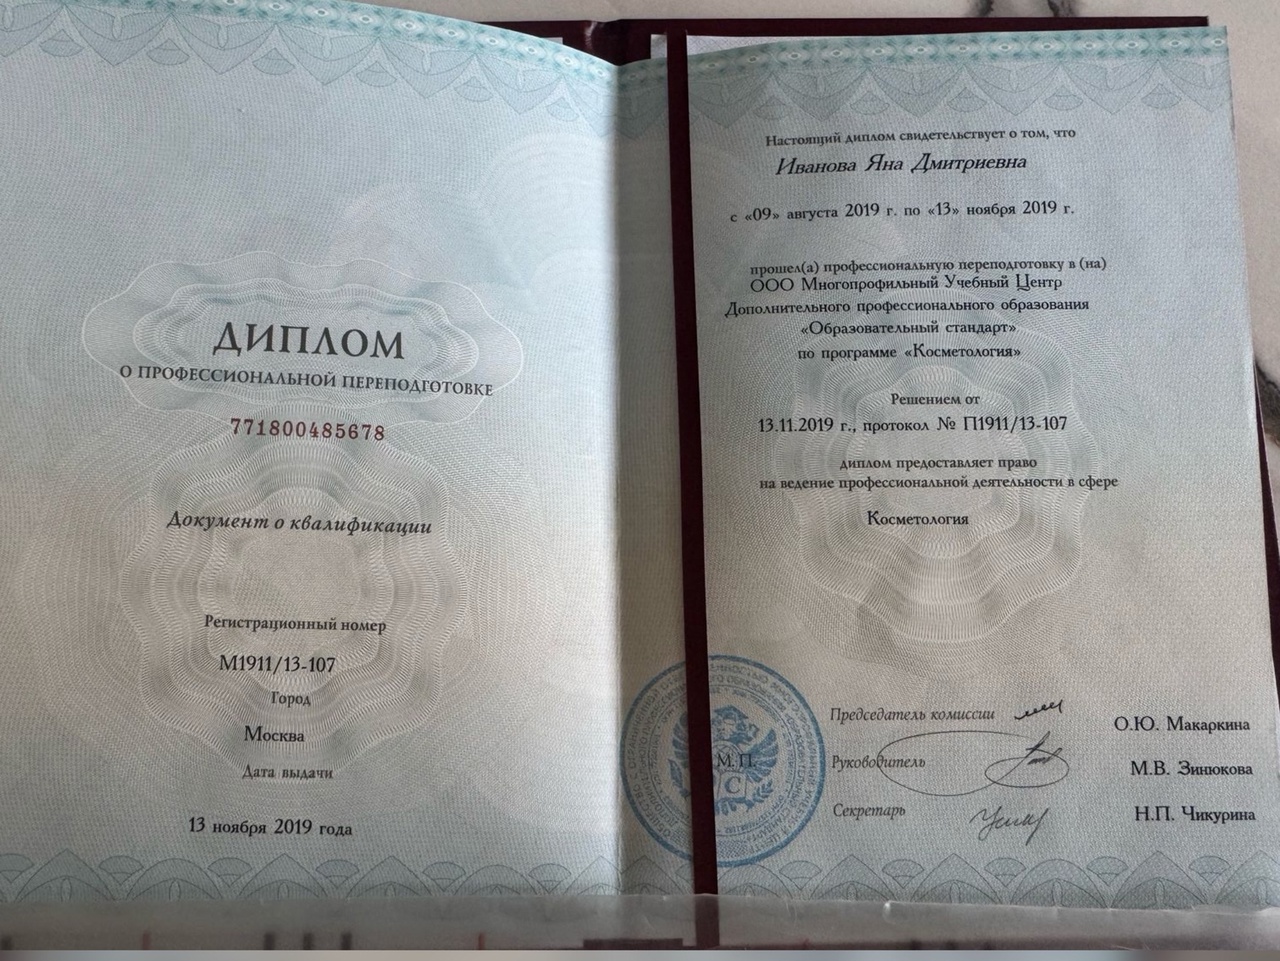 ДИПЛОМ
О ПРОФЕССИОНАЛЬНОЙ ПЕРЕПОДГОТОВКЕ
771800485678
Документ о квалификации
Регистрационный номер
М1911/13-107
Город
Москва
Дата выдачи
13 ноября 2019 года
Настоящий диплом свидетельствует о том, что
Иванова Яна Дмитриевна
с «09» августа 2019 г. по «13» ноября 2019 г.
прошел(а) профессиональную переподготовку в (на)
ООО Многопрофильный Учебный Центр
Дополнительного профессионального образования
«Образовательный стандарт»
по программе «Косметология»
Решением от
13.11.2019 г., протокол № П1911/13-107
диплом предоставляет право
на ведение профессиональной деятельности в сфере
Косметология
М.П.
Председатель комиссии О.Ю. Макаркина
Руководитель М.В. Зинюкова
Секретарь Н.П. Чикурина